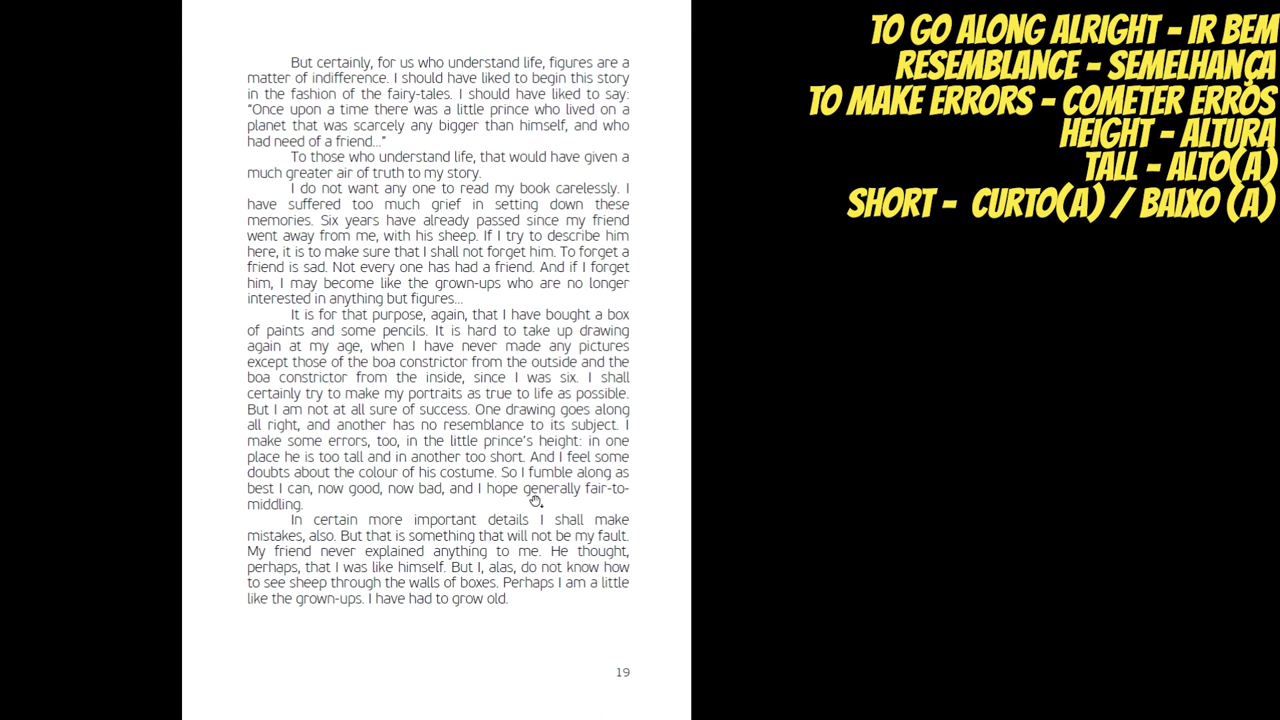 But certainly, for us who understand life, figures are a
matter of indifference. I should have liked to begin this story
in the fashion of the fairy-tales. I should have liked to say:
"Once upon a time there was a little prince who lived on a
planet that was scarcely any bigger than himself, and who
had need of a friend..."
To those who understand life, that would have given a
much greater air of truth to my story.
I do not want any one to read my book carelessly. I
have suffered too much grief in setting down these
memories. Six years have already passed since my friend
went away from me, with his sheep. If I try to describe him
here, it is to make sure that I shall not forget him. To forget a
friend is sad. Not every one has had a friend. And if I forget
him, I may become like the grown-ups who are no longer
interested in anything but figures...
It is for that purpose, again, that I have bought a box
of paints and some pencils. It is hard to take up drawing
again at my age, when I have never made any pictures
except those of the boa constrictor from the outside and the
boa constrictor from the inside, since I was six. I shall
certainly try to make my portraits as true to life as possible.
But I am not at all sure of success. One drawing goes along
all right, and another has no resemblance to its subject. I
make some errors, too, in the little prince's height: in one
place he is too tall and in another too short. And I feel some
doubts about the colour of his costume. So I fumble along as
best I can, now good, now bad, and I hope generally fair-to-
middling.
In certain more important details I shall make
mistakes, also. But that is something that will not be my fault.
My friend never explained anything to me. He thought,
perhaps, that I was like himself. But I, alas, do not know how
to see sheep through the walls of boxes. Perhaps I am a little
like the grown-ups. I have had to grow old.
19
TO GO ALONG ALRIGHT - IR BEM
RESEMBLANCE - SEMELHANÇA
TO MAKE ERRORS - COMETER ERROS
HEIGHT - ALTURA
TALL - ALTO(A)
SHORT - CURTO(A) / BAIXO (A)